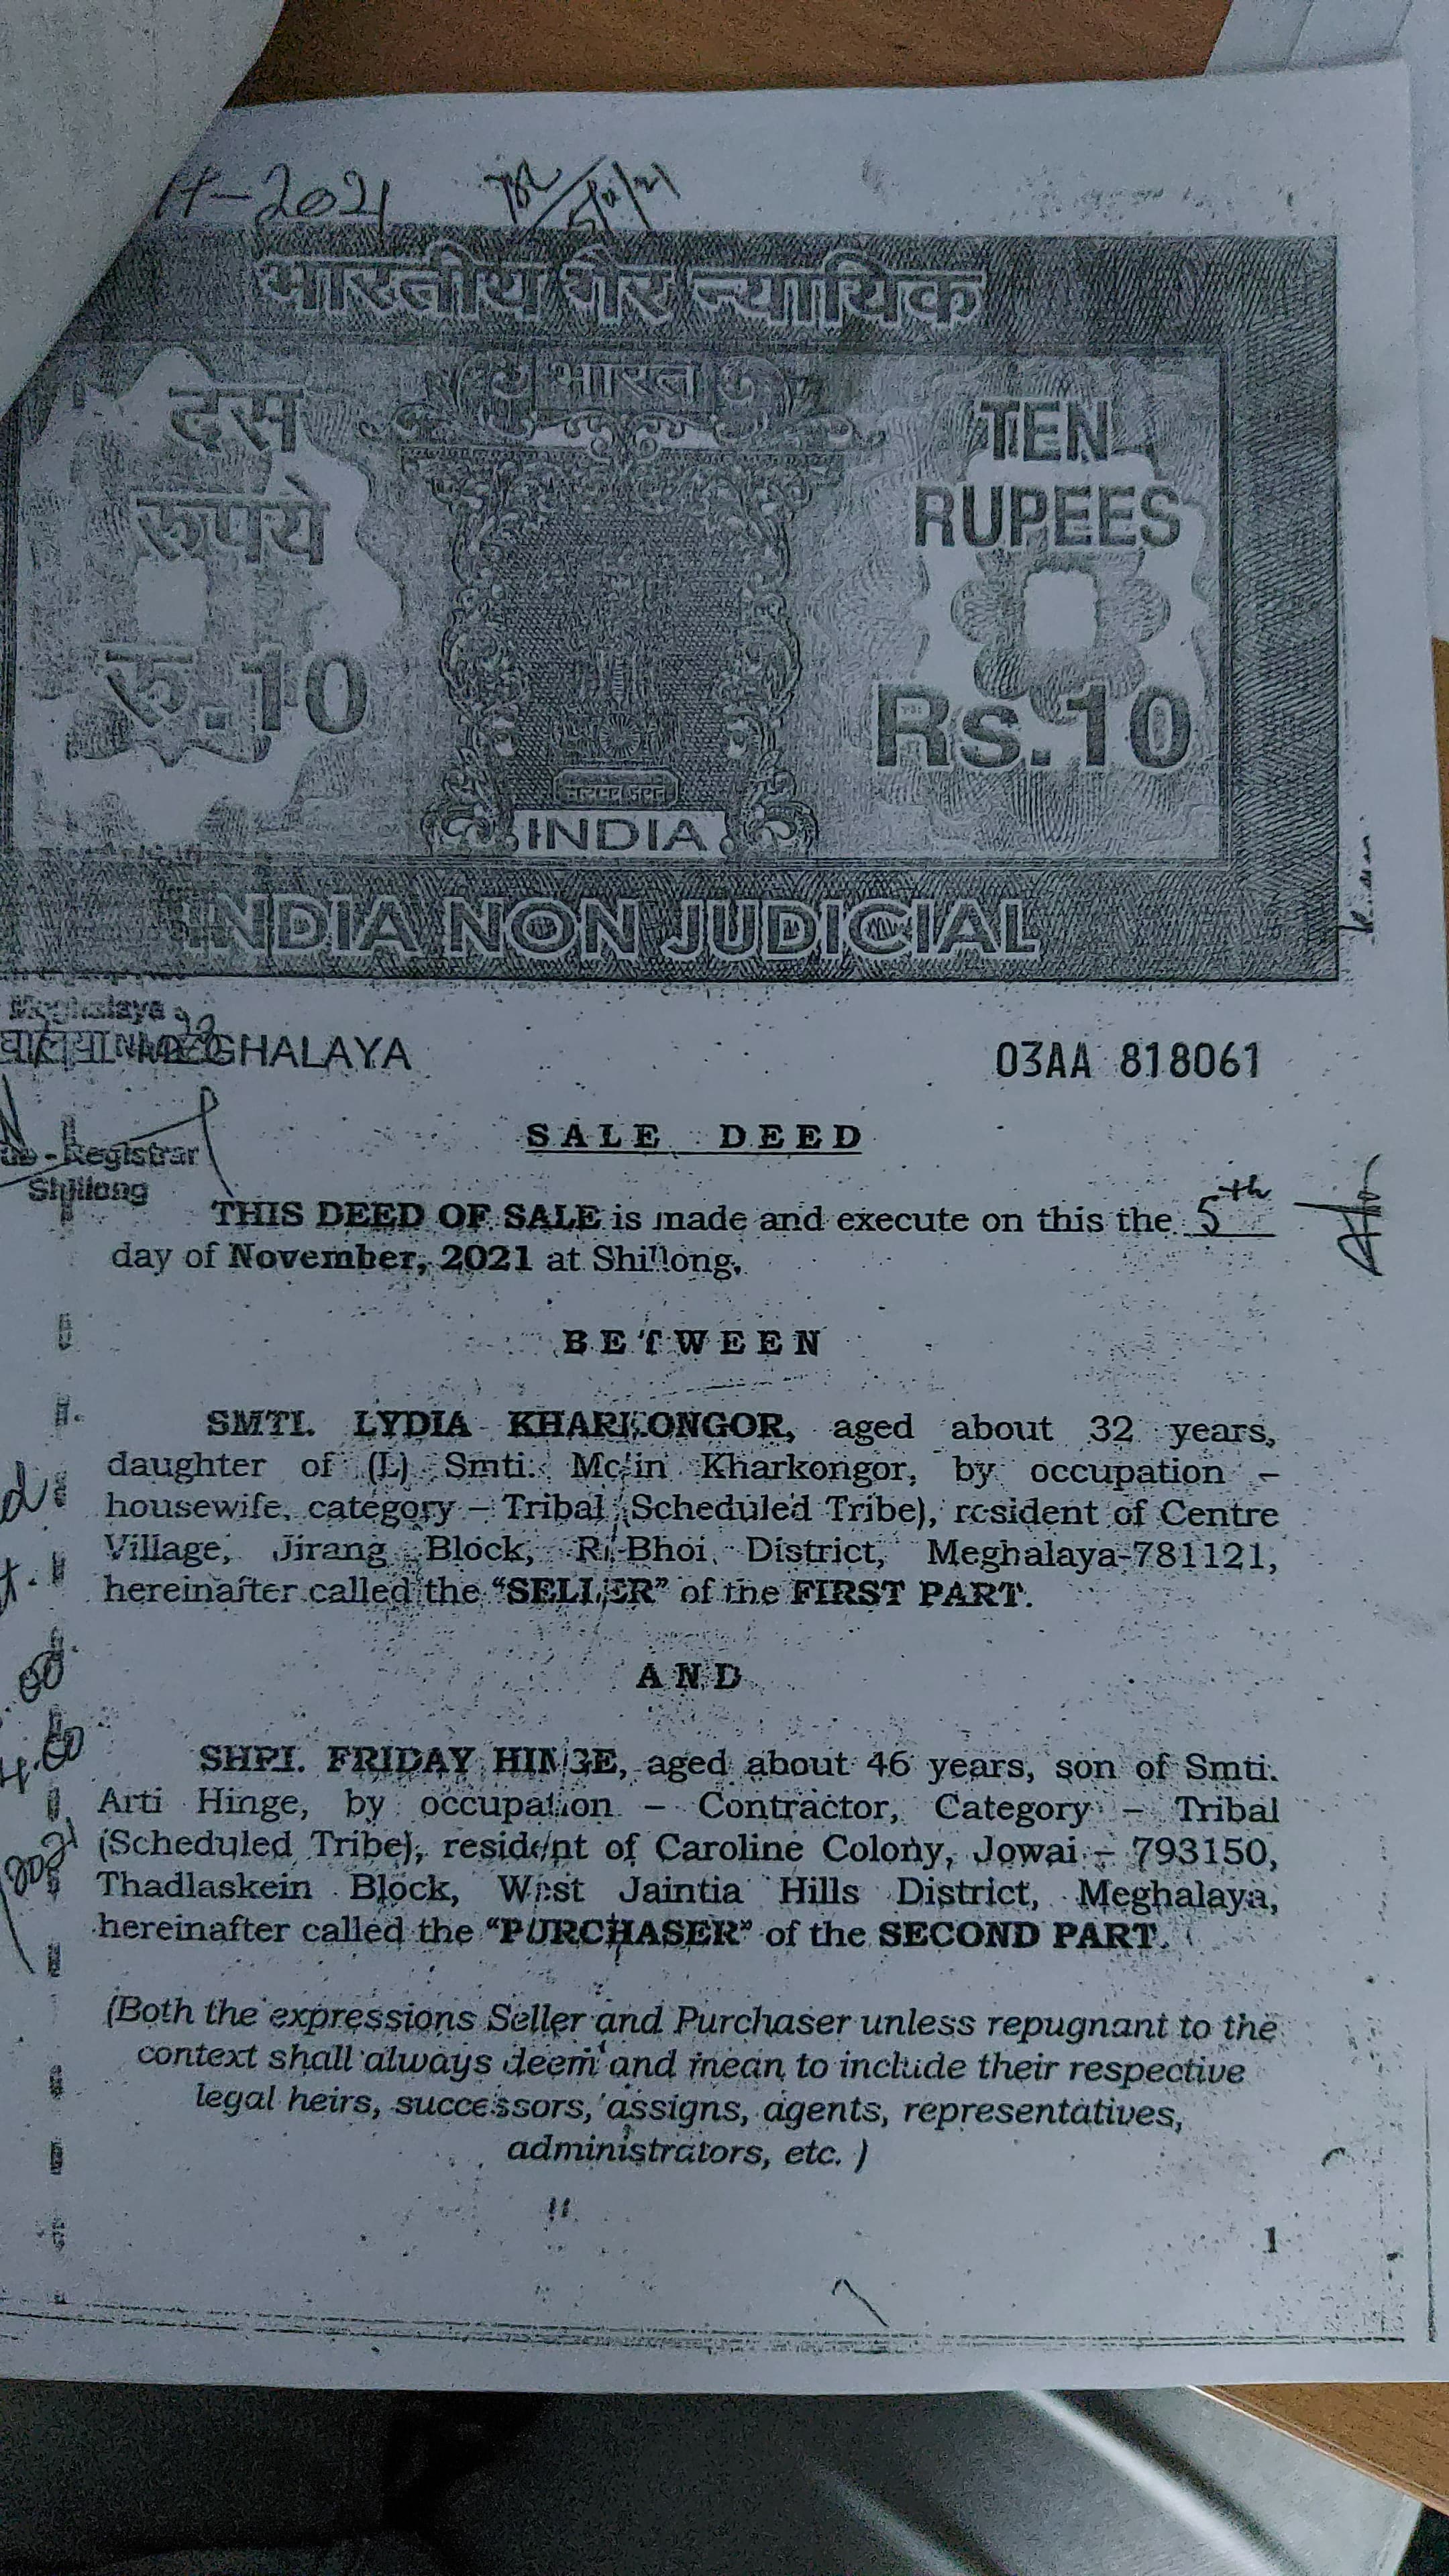 -2021
भारतीय गैर न्यायिक
भारत
दस
रूपये
रु.10
TEN
RUPEES
Rs.10
सत्यमेव जयते
INDIA
INDIA NON JUDICIAL
Meghalaya
MEGHALAYA
03AA 818061
SALE DEED
Registrar
Shillong
THIS DEED OF SALE is made and execute on this the 5th
day of November, 2021 at Shillong,
BETWEEN
SMTI. LYDIA KHARKONGOR, aged about 32 years,
daughter of (L) Smti. Kharkongor, by occupation –
housewife, category – Tribal (Scheduled Tribe), resident of Centre
Village, Jirang Block, Ri-Bhoi District, Meghalaya-781121,
hereinafter called the “SELLER” of the FIRST PART.
AND
SHRI. FRIDAY HINGE, aged about 46 years, son of Smti.
Arti Hinge, by occupation – Contractor, Category – Tribal
(Scheduled Tribe), resident of Caroline Colony, Jowai – 793150,
Thadlaskein Block, West Jaintia Hills District, Meghalaya,
hereinafter called the “PURCHASER” of the SECOND PART.
(Both the expressions Seller and Purchaser unless repugnant to the
context shall always deem and mean to include their respective
legal heirs, successors, assigns, agents, representatives,
administrators, etc. )
1